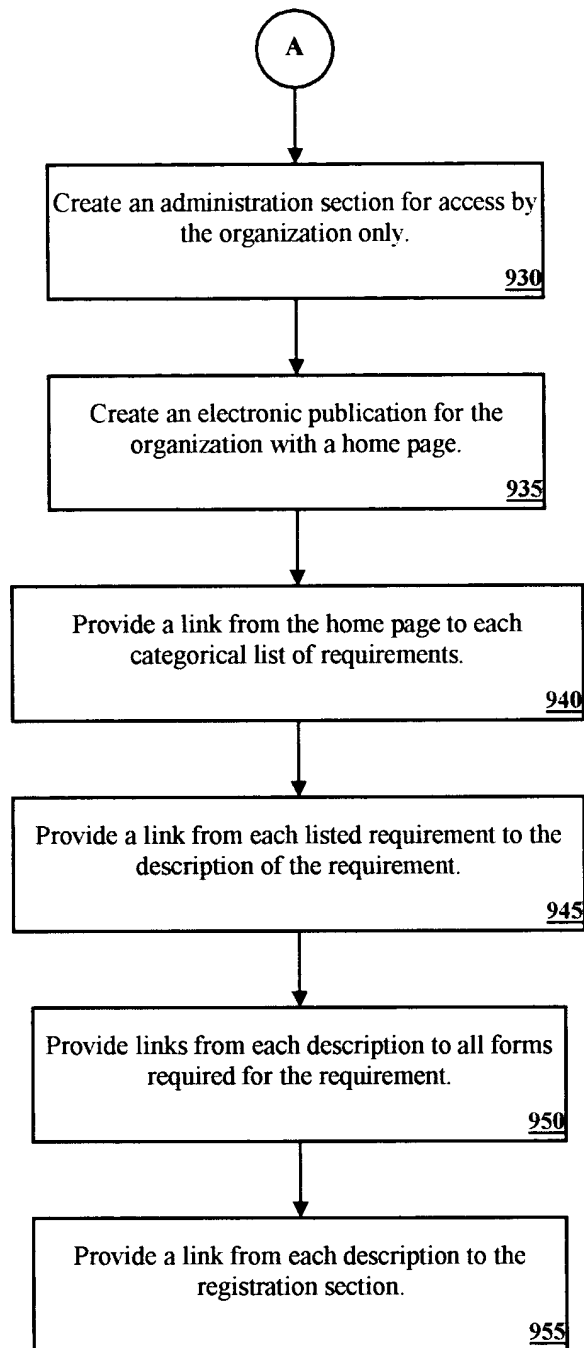 A
Create an administration section for access by
the organization only.
930
Create an electronic publication for the
organization with a home page.
935
Provide a link from the home page to each
categorical list of requirements.
940
Provide a link from each listed requirement to the
description of the requirement.
945
Provide links from each description to all forms
required for the requirement.
950
Provide a link from each description to the
registration section.
955